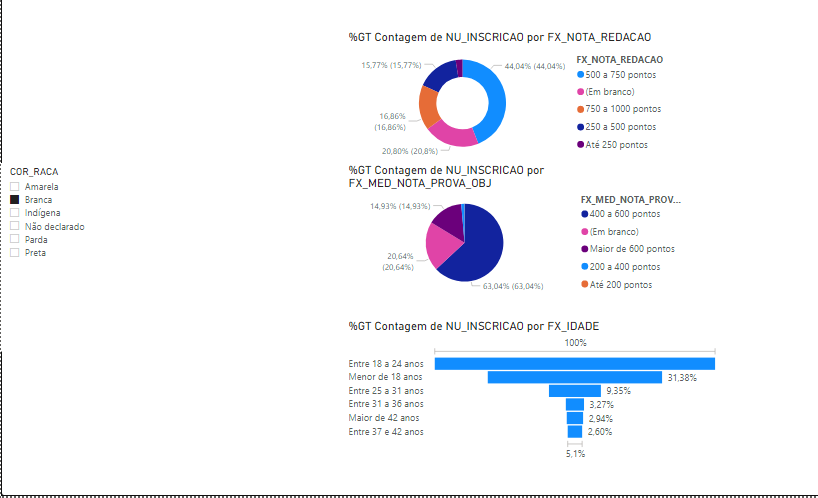 %GT Contagem de NU_INSCRICAO por FX_NOTA_REDACAO
15,77% (15,77%)
44,04% (44,04%)
16,86%
(16,86%)
20,80% (20,8%)
FX_NOTA_REDACAO
500 a 750 pontos
(Em branco)
750 a 1000 pontos
250 a 500 pontos
Até 250 pontos
COR_RACA
Amarela
Branca
Indígena
Não declarado
Parda
Preta
%GT Contagem de NU_INSCRICAO por
FX_MED_NOTA_PROVA_OBJ
14,93% (14,93%)
20,64%
(20,64%)
63,04% (63,04%)
FX_MED_NOTA_PROV...
400 a 600 pontos
(Em branco)
Maior de 600 pontos
200 a 400 pontos
Até 200 pontos
%GT Contagem de NU_INSCRICAO por FX_IDADE
100%
Entre 18 a 24 anos
Menor de 18 anos
31,38%
Entre 25 a 31 anos
9,35%
Entre 31 a 36 anos
3,27%
Maior de 42 anos
2,94%
Entre 37 e 42 anos
2,60%
5,1%